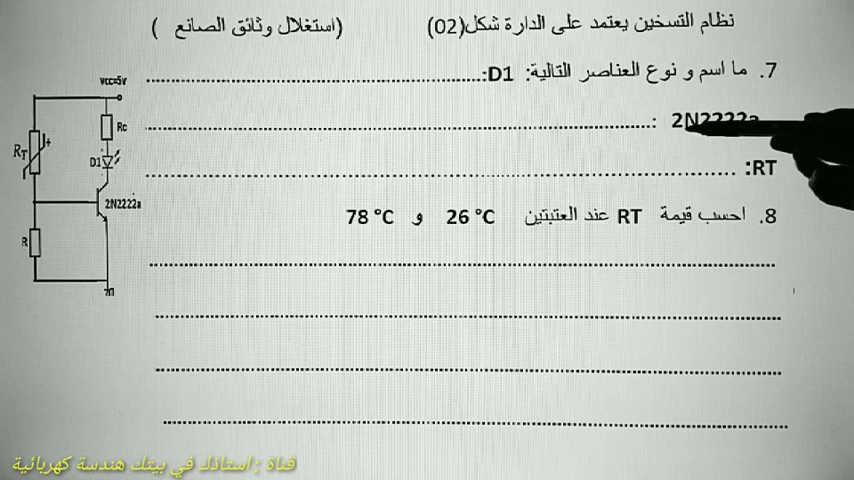 نظام التسخين يعتمد على الدارة شكل(02) (استغلال وثائق الصانع )
7. ما اسم و نوع العناصر التالية: D1:
2N2222a :
RT:
8. احسب قيمة RT عند العتبتين 26 °C و 78 °C
vcc=5v
Rc
RT
D1
2N2222a
R
قناة : استاذك في بيتك هندسة كهربائية